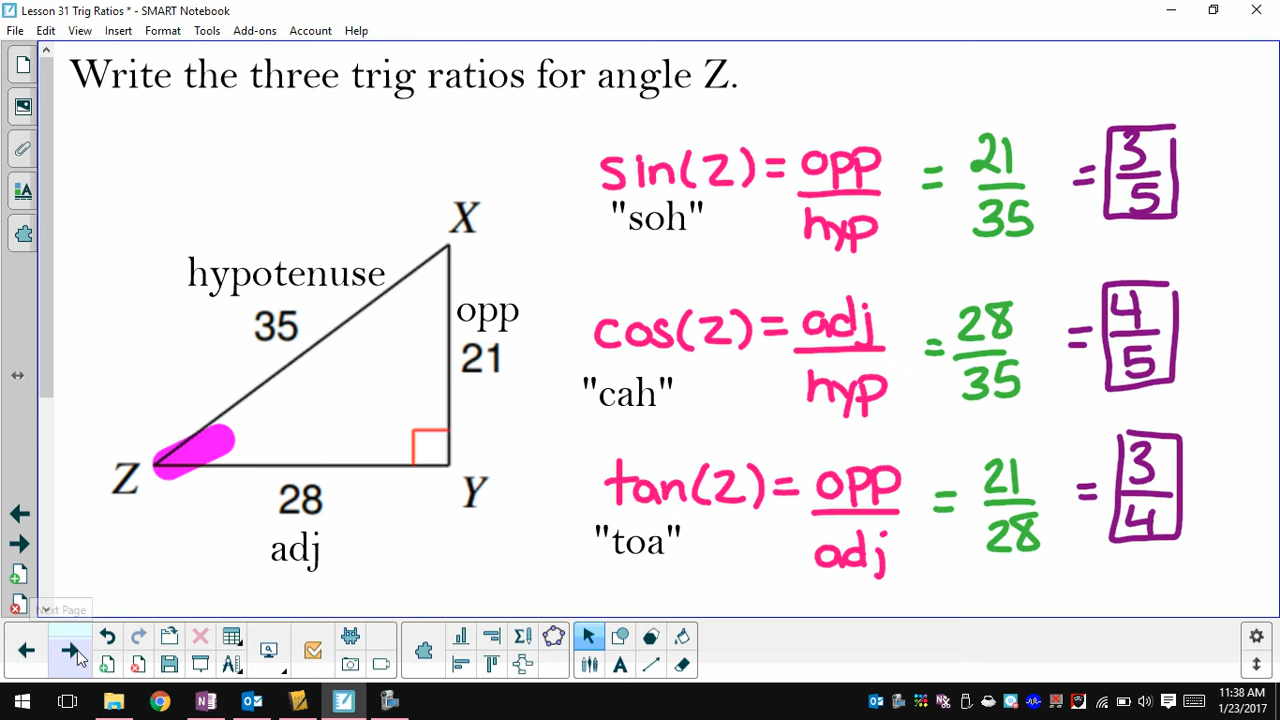 Lesson 31 Trig Ratios * - SMART Notebook
File Edit View Insert Format Tools Add-ons Account Help
Write the three trig ratios for angle Z.
sin(Z) = opp/hyp = 21/35 = 3/5
"soh"
X
hypotenuse
35
opp
21
cos(Z) = adj/hyp = 28/35 = 4/5
"cah"
Z
28
Y
adj
tan(Z) = opp/adj = 21/28 = 3/4
"toa"
Next Page
11:38 AM
1/23/2017